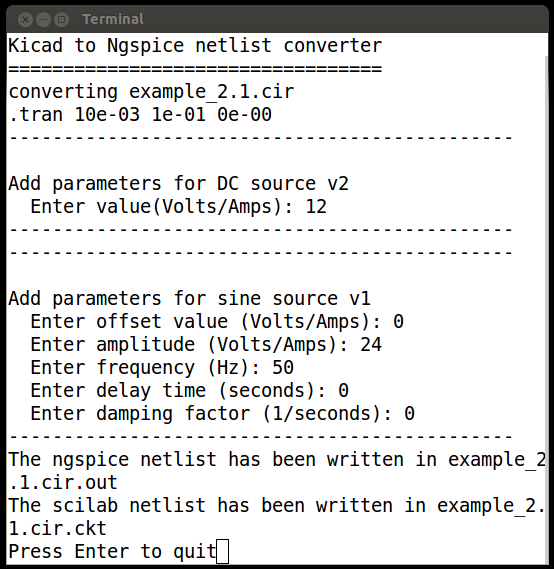 Terminal
Kicad to Ngspice netlist converter
==================================
converting example_2.1.cir
.tran 10e-03 1e-01 0e-00
----------------------------------------------
Add parameters for DC source v2
Enter value(Volts/Amps): 12
----------------------------------------------
----------------------------------------------
Add parameters for sine source v1
Enter offset value (Volts/Amps): 0
Enter amplitude (Volts/Amps): 24
Enter frequency (Hz): 50
Enter delay time (seconds): 0
Enter damping factor (1/seconds): 0
----------------------------------------------
The ngspice netlist has been written in example_2
.1.cir.out
The scilab netlist has been written in example_2.
1.cir.ckt
Press Enter to quit